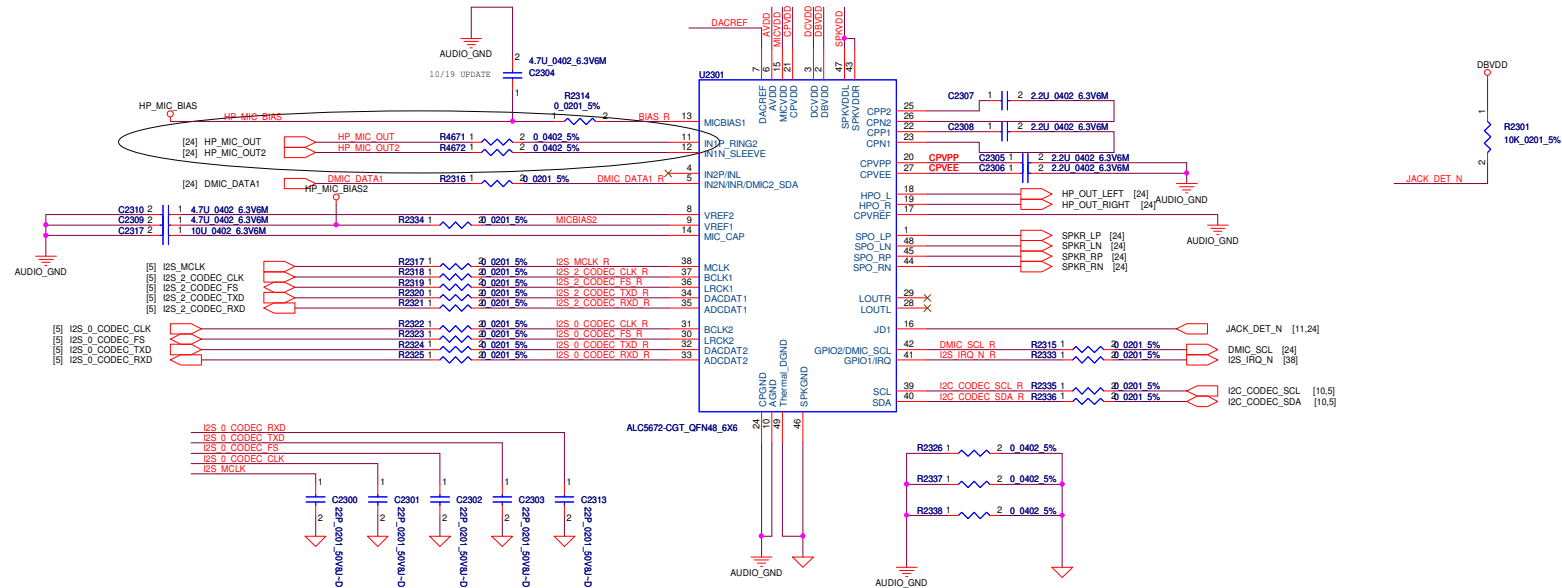 DACREF
AVDD
MICVDD
CPVDD
DCVDD
DBVDD
SPKVDD
AUDIO_GND
2 4.7U_0402_6.3V6M
C2304
10/19 UPDATE
1
7 6 15 21 3 2 47 43
U2301
DACREF
AVDD
MICVDD
CPVDD
DCVDD
DBVDD
SPKVDDL
SPKVDDR
HP_MIC_BIAS
HP_MIC_BIAS
R2314
0_0201_5%
1 2 BIAS_R 13 MICBIAS1
[24] HP_MIC_OUT HP_MIC_OUT R4671 1 2 0_0402_5% 11 IN1P_RING2
[24] HP_MIC_OUT2 HP_MIC_OUT2 R4672 1 2 0_0402_5% 12 IN1N_SLEEVE
4 IN2P/INL
[24] DMIC_DATA1 R2316 1 2 0_0201_5% DMIC_DATA1_R 5 IN2N/INR/DMIC2_SDA
HP_MIC_BIAS2
C2310 2 1 4.7U_0402_6.3V6M 8 VREF2
C2309 2 1 4.7U_0402_6.3V6M R2334 1 2 0_0201_5% MICBIAS2 9 VREF1
C2317 2 1 10U_0402_6.3V6M 14 MIC_CAP
AUDIO_GND
[5] I2S_MCLK R2317 1 2 0_0201_5% I2S_MCLK_R 38 MCLK
[5] I2S_2_CODEC_CLK R2318 1 2 0_0201_5% I2S_2_CODEC_CLK_R 37 BCLK1
[5] I2S_2_CODEC_FS R2319 1 2 0_0201_5% I2S_2_CODEC_FS_R 36 LRCK1
[5] I2S_2_CODEC_TXD R2320 1 2 0_0201_5% I2S_2_CODEC_TXD_R 34 DACDAT1
[5] I2S_2_CODEC_RXD R2321 1 2 0_0201_5% I2S_2_CODEC_RXD_R 35 ADCDAT1
[5] I2S_0_CODEC_CLK R2322 1 2 0_0201_5% I2S_0_CODEC_CLK_R 31 BCLK2
[5] I2S_0_CODEC_FS R2323 1 2 0_0201_5% I2S_0_CODEC_FS_R 30 LRCK2
[5] I2S_0_CODEC_TXD R2324 1 2 0_0201_5% I2S_0_CODEC_TXD_R 32 DACDAT2
[5] I2S_0_CODEC_RXD R2325 1 2 0_0201_5% I2S_0_CODEC_RXD_R 33 ADCDAT2
CPP2 25 C2307 1 2 2.2U_0402_6.3V6M
CPN2 26
CPP1 22 C2308 1 2 2.2U_0402_6.3V6M
CPN1 23
CPVPP 20 CPVPP C2305 1 2 2.2U_0402_6.3V6M
CPVEE 27 CPVEE C2306 1 2 2.2U_0402_6.3V6M
AUDIO_GND
HPO_L 18 HP_OUT_LEFT [24]
HPO_R 19 HP_OUT_RIGHT [24]
CPVREF 17
AUDIO_GND
SPO_LP 1 SPKR_LP [24]
SPO_LN 48 SPKR_LN [24]
SPO_RP 45 SPKR_RP [24]
SPO_RN 44 SPKR_RN [24]
LOUTR 29
LOUTL 28
JD1 16 JACK_DET_N [11,24]
GPIO2/DMIC_SCL 42 DMIC_SCL_R R2315 1 2 0_0201_5% DMIC_SCL [24]
GPIO1/IRQ 41 I2S_IRQ_N_R R2333 1 2 0_0201_5% I2S_IRQ_N [38]
SCL 39 I2C_CODEC_SCL_R R2335 1 2 0_0201_5% I2C_CODEC_SCL [10,5]
SDA 40 I2C_CODEC_SDA_R R2336 1 2 0_0201_5% I2C_CODEC_SDA [10,5]
DBVDD
1
R2301
10K_0201_5%
2
JACK_DET_N
CPGND
AGND
Thermal_DGND
SPKGND
24 10 49 46
ALC5672-CGT_QFN48_6X6
AUDIO_GND
I2S_0_CODEC_RXD
I2S_0_CODEC_TXD
I2S_0_CODEC_FS
I2S_0_CODEC_CLK
I2S_MCLK
1 1 1 1 1
C2300 C2301 C2302 C2303 C2313
2 2 2 2 2
22P_0201_50V8J~D
22P_0201_50V8J~D
22P_0201_50V8J~D
22P_0201_50V8J~D
22P_0201_50V8J~D
R2326 1 2 0_0402_5%
R2337 1 2 0_0402_5%
R2338 1 2 0_0402_5%
AUDIO_GND